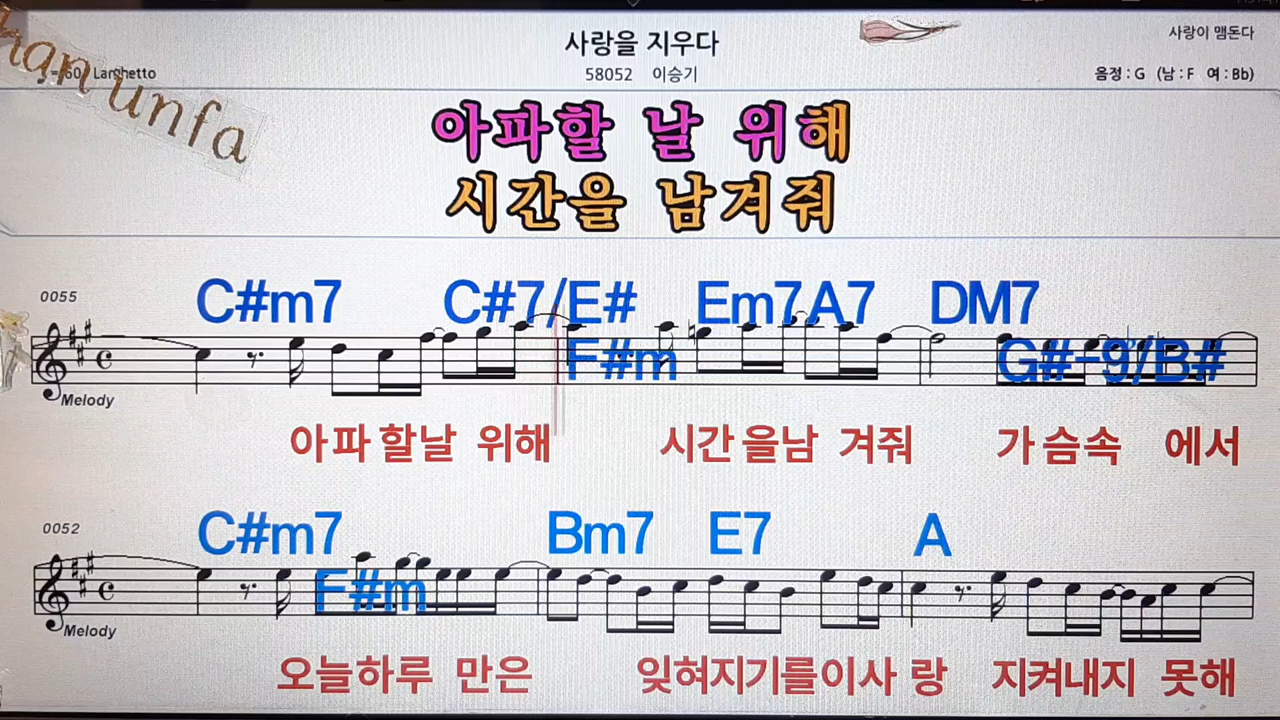 사랑을 지우다
사랑이 맴돈다
Larghetto
58052 이승기
음정 : G (남 : F 여 : Bb)
han unfa
아파할 날 위해
시간을 남겨줘
0055
C#m7 C#7/E# Em7 A7 DM7
F#m G#-9/B#
Melody
아파 할날 위해 시간 을남 겨줘 가 슴속 에서
0052
C#m7 Bm7 E7 A
F#m
Melody
오늘하루 만은 잊혀지기를이사 랑 지켜내지 못해